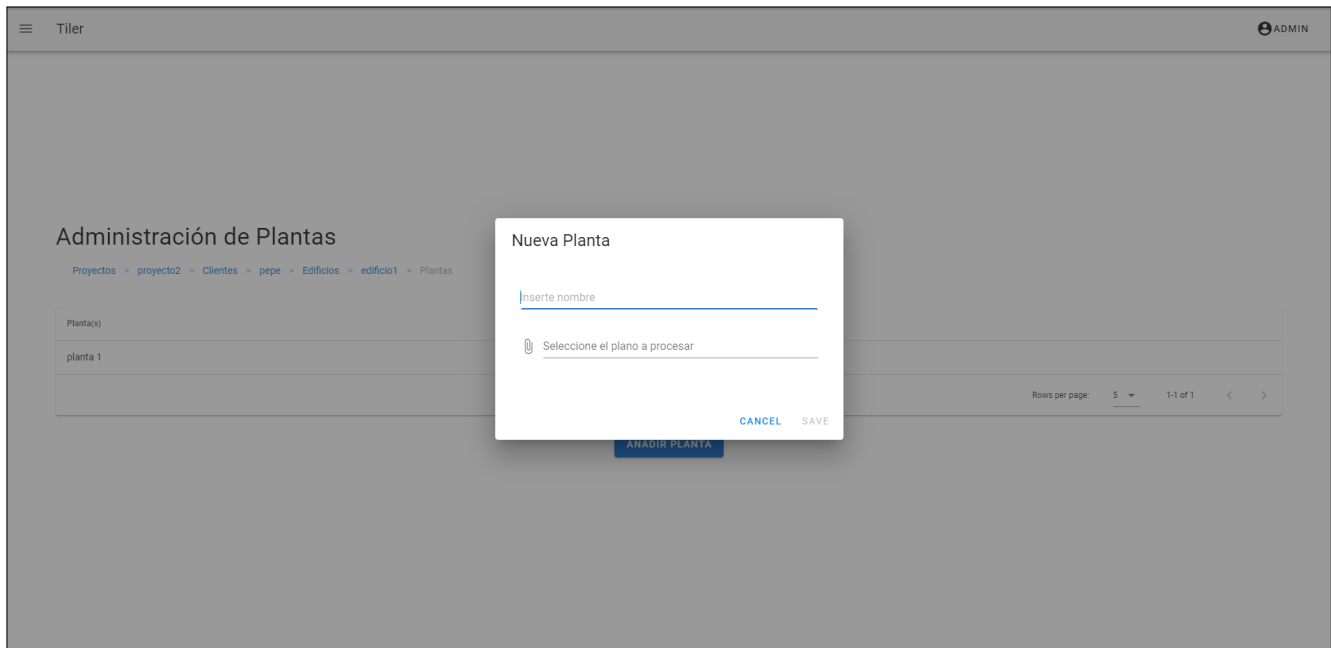 Tiler
ADMIN
Administración de Plantas
Proyectos > proyecto2 > Clientes > pepe > Edificios > edificio1 > Plantas
Planta(s)
planta 1
Rows per page: 5 1-1 of 1
Nueva Planta
Inserte nombre
Seleccione el plano a procesar
CANCEL SAVE
AÑADIR PLANTA